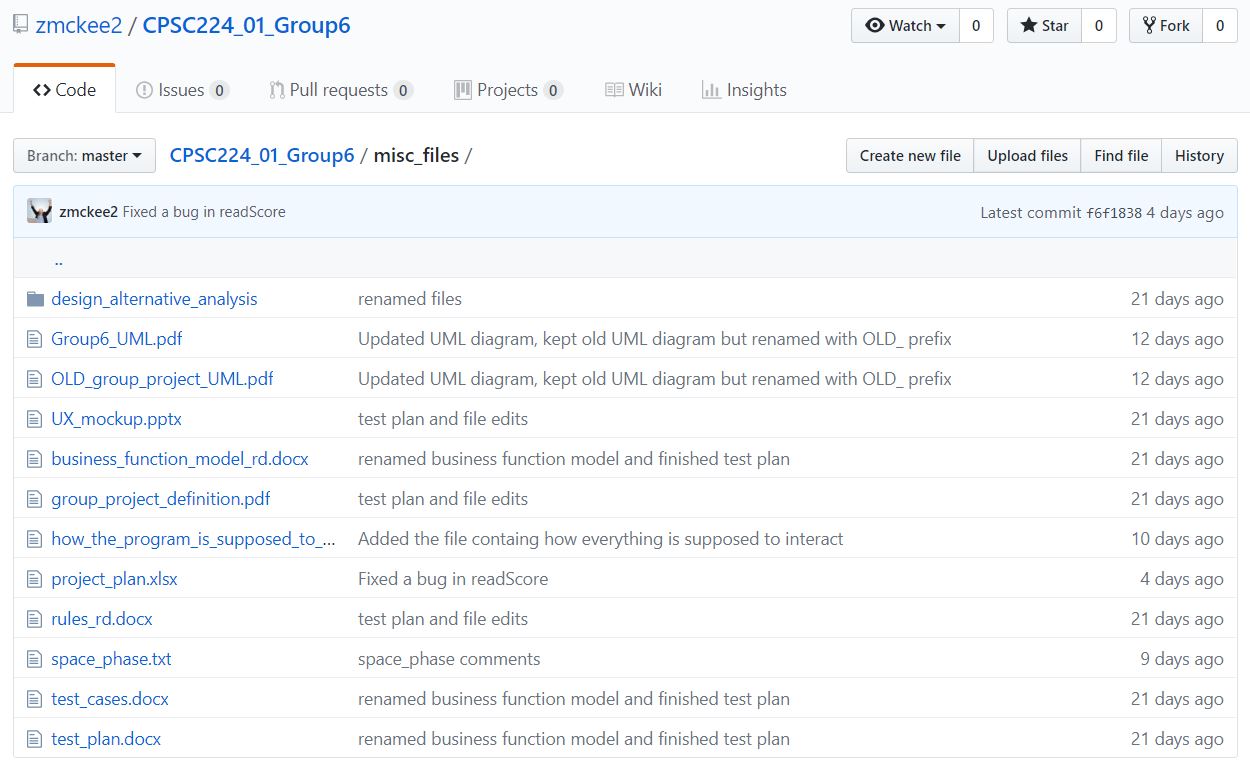 zmckee2 / CPSC224_01_Group6 Watch 0 Star 0 Fork 0
Code Issues 0 Pull requests 0 Projects 0 Wiki Insights
Branch: master CPSC224_01_Group6 / misc_files / Create new file Upload files Find file History
zmckee2 Fixed a bug in readScore Latest commit f6f1838 4 days ago
..
design_alternative_analysis renamed files 21 days ago
Group6_UML.pdf Updated UML diagram, kept old UML diagram but renamed with OLD_ prefix 12 days ago
OLD_group_project_UML.pdf Updated UML diagram, kept old UML diagram but renamed with OLD_ prefix 12 days ago
UX_mockup.pptx test plan and file edits 21 days ago
business_function_model_rd.docx renamed business function model and finished test plan 21 days ago
group_project_definition.pdf test plan and file edits 21 days ago
how_the_program_is_supposed_to_... Added the file containg how everything is supposed to interact 10 days ago
project_plan.xlsx Fixed a bug in readScore 4 days ago
rules_rd.docx test plan and file edits 21 days ago
space_phase.txt space_phase comments 9 days ago
test_cases.docx renamed business function model and finished test plan 21 days ago
test_plan.docx renamed business function model and finished test plan 21 days ago